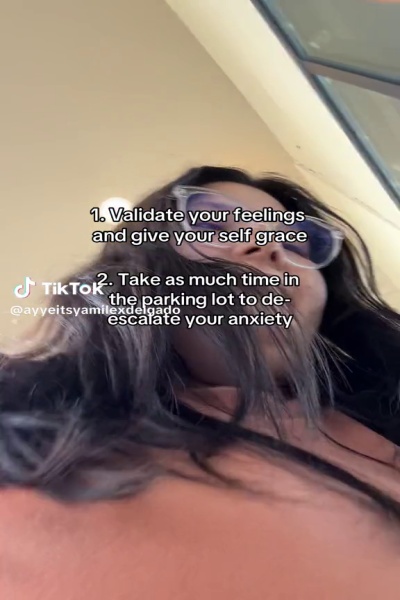 1. Validate your feelings
and give your self grace
2. Take as much time in
the parking lot to de-
escalate your anxiety
TikTok
@ayyeitsyamilexdelgado